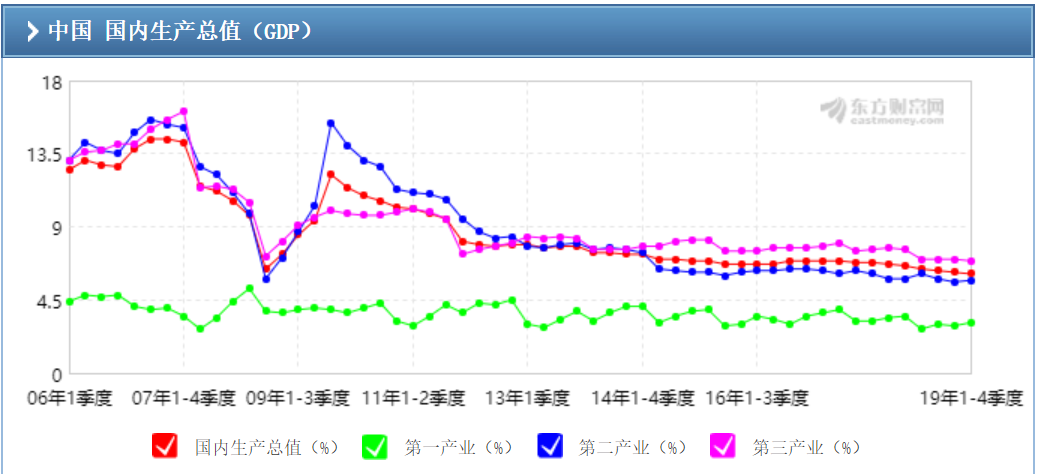 中国 国内生产总值（GDP）
18
东方财富网
eastmoney.com
13.5
9
4.5
0
06年1季度 07年1-4季度 09年1-3季度 11年1-2季度 13年1季度 14年1-4季度 16年1-3季度 19年1-4季度
国内生产总值（%） 第一产业（%） 第二产业（%） 第三产业（%）